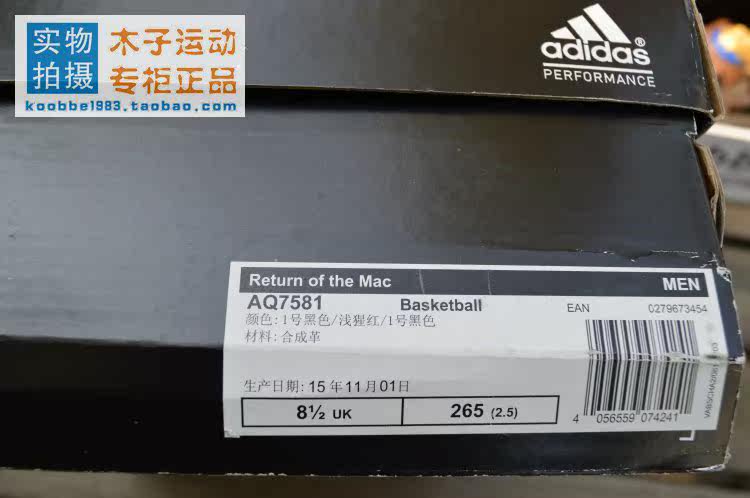 实物拍摄
木子运动
专柜正品
koobbe1983.taobao.com
adidas®
PERFORMANCE
Return of the Mac MEN
AQ7581 Basketball EAN 0279673454
颜色:1号黑色/浅猩红/1号黑色
材料:合成革
生产日期:15年11月01日
8½ UK 265 (2.5)
4 056559 074241